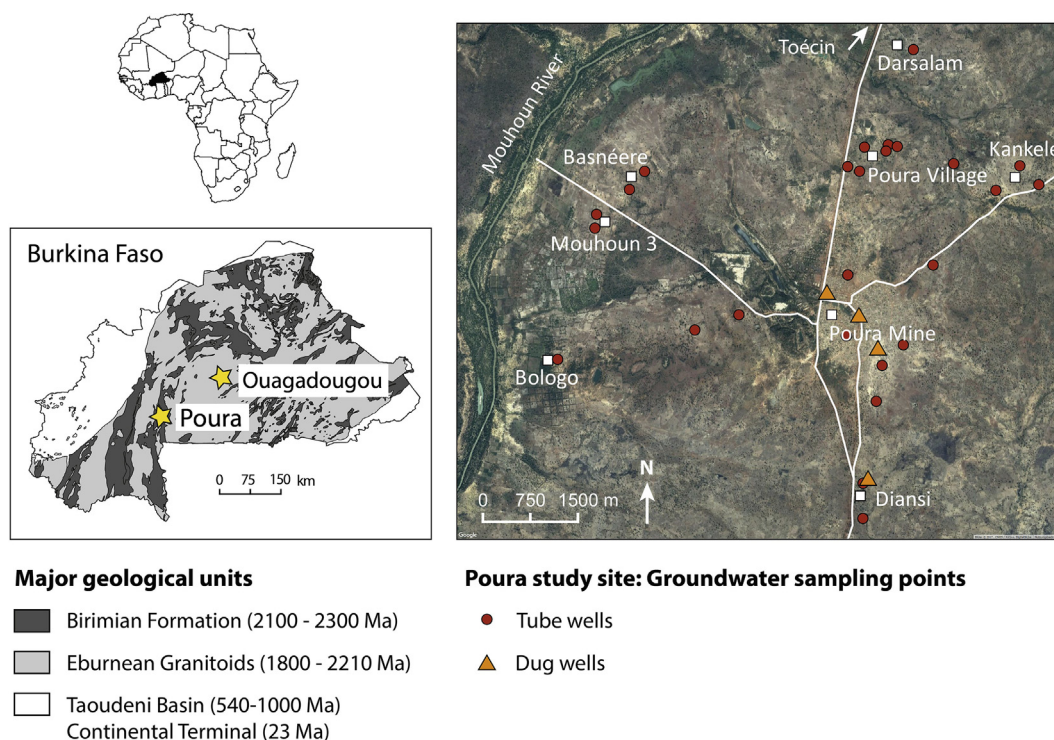 Burkina Faso
Ouagadougou
Poura
0 75 150 km
Toécin
Darsalam
Mouhoun River
Basnéere
Kankele
Poura Village
Mouhoun 3
Poura Mine
Bologo
N
0 750 1500 m
Diansi
Google
Major geological units
Birimian Formation (2100 - 2300 Ma)
Eburnean Granitoids (1800 - 2210 Ma)
Taoudeni Basin (540-1000 Ma)
Continental Terminal (23 Ma)
Poura study site: Groundwater sampling points
Tube wells
Dug wells